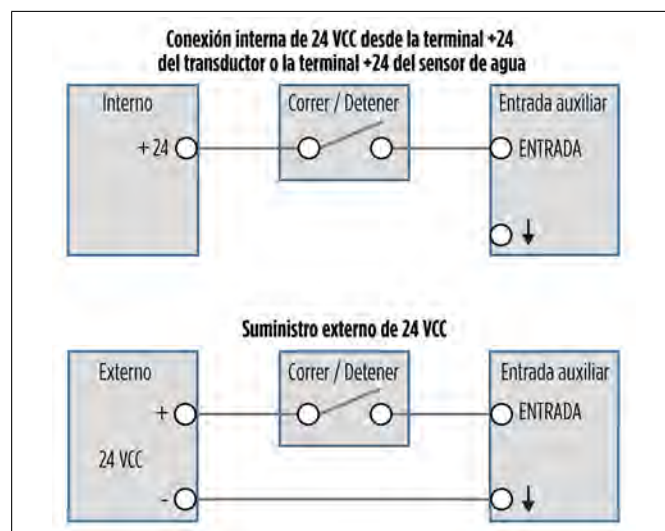 Conexión interna de 24 VCC desde la terminal +24
del transductor o la terminal +24 del sensor de agua
Interno
Correr / Detener
Entrada auxiliar
+ 24
ENTRADA
Suministro externo de 24 VCC
Externo
Correr / Detener
Entrada auxiliar
+
ENTRADA
24 VCC
-